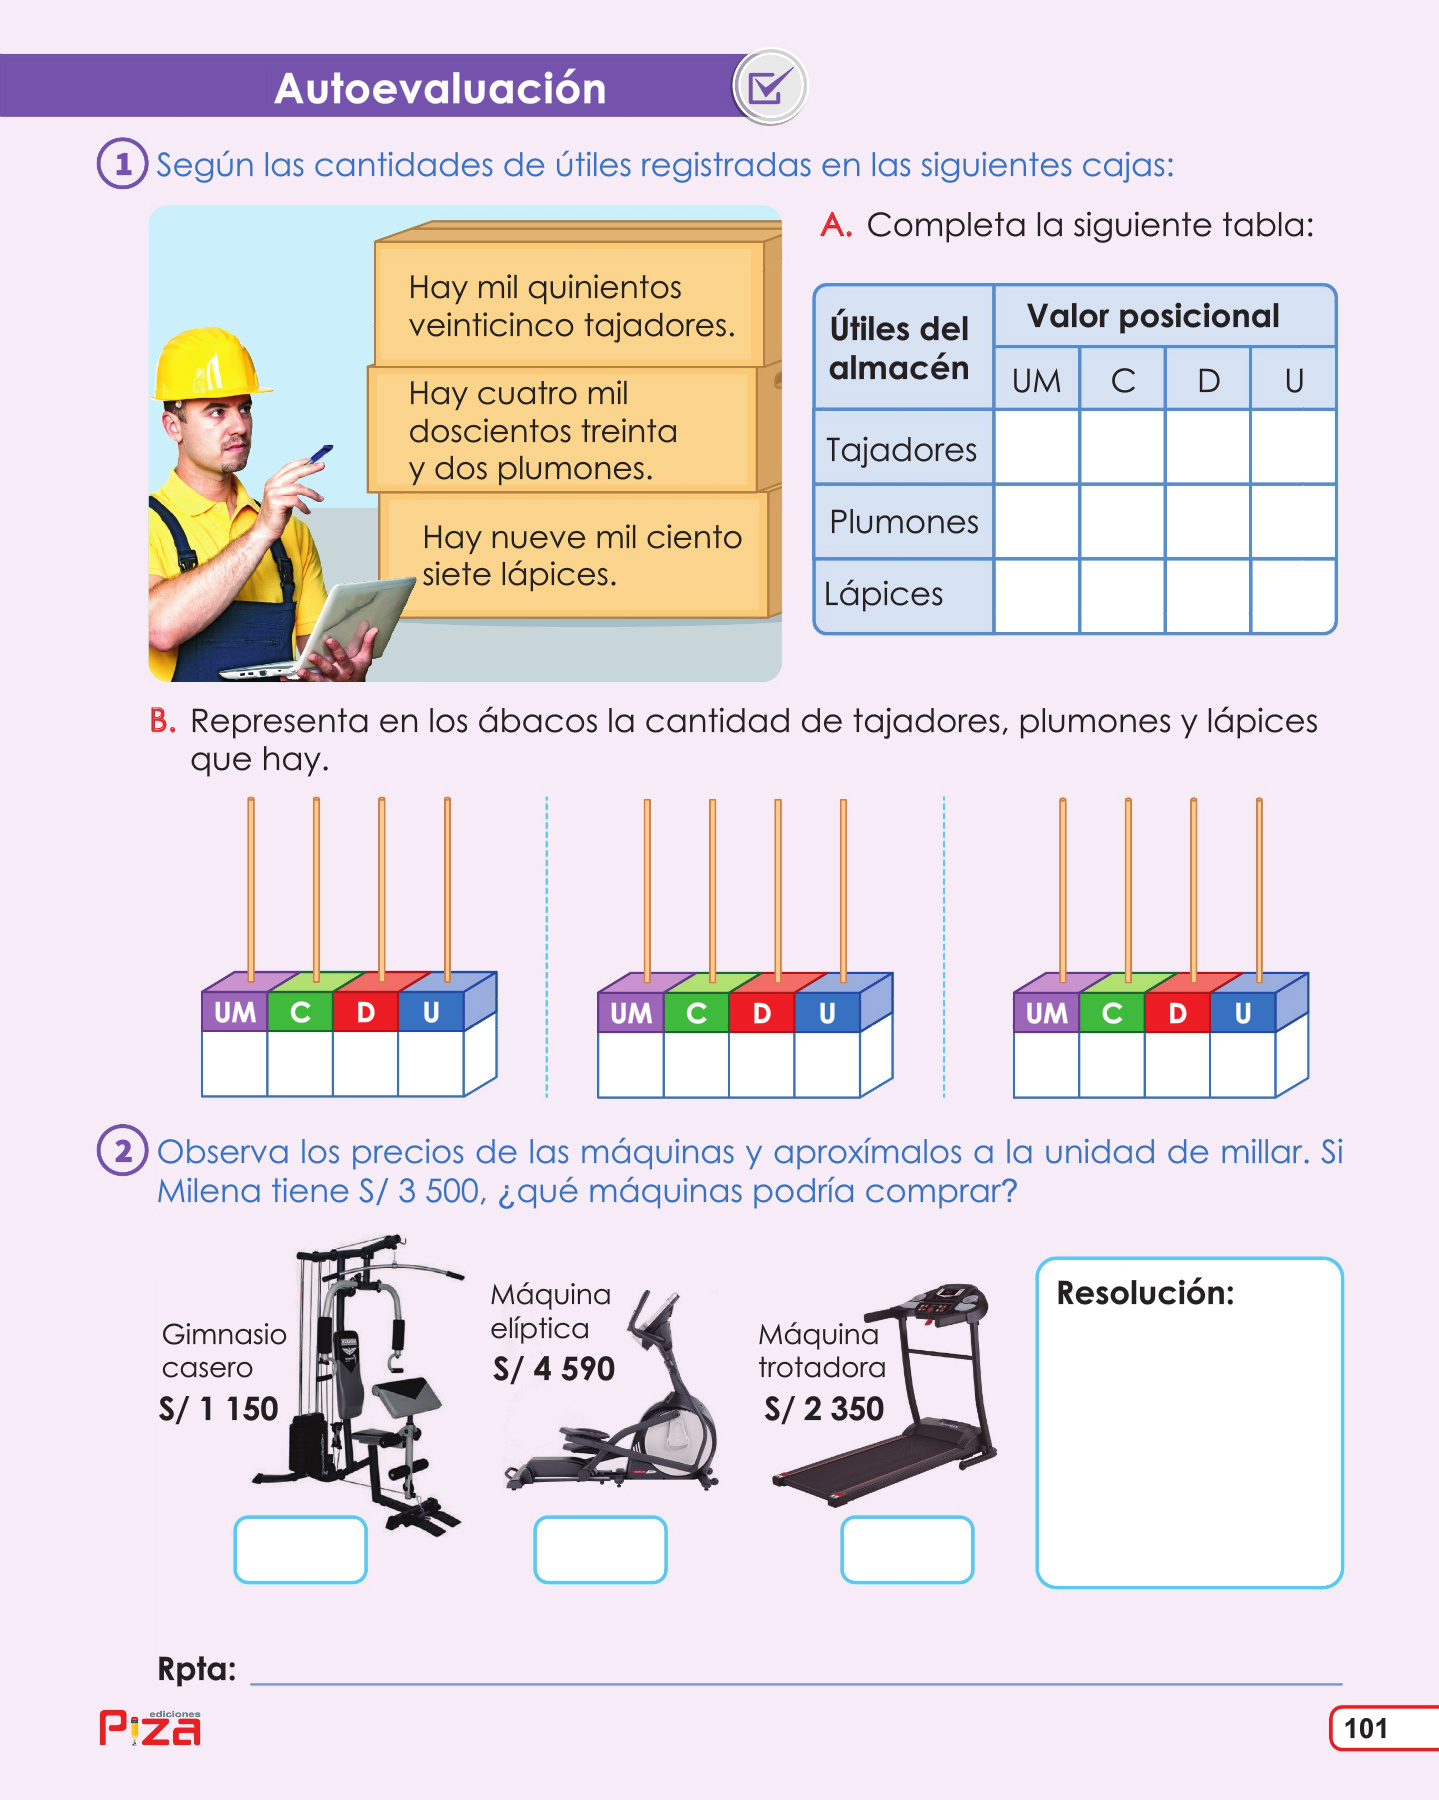 Autoevaluación
1 Según las cantidades de útiles registradas en las siguientes cajas:
Hay mil quinientos
veinticinco tajadores.
Hay cuatro mil
doscientos treinta
y dos plumones.
Hay nueve mil ciento
siete lápices.
A. Completa la siguiente tabla:
Útiles del
almacén
Valor posicional
UM C D U
Tajadores
Plumones
Lápices
B. Representa en los ábacos la cantidad de tajadores, plumones y lápices
que hay.
UM C D U
UM C D U
UM C D U
2 Observa los precios de las máquinas y aproxímalos a la unidad de millar. Si
Milena tiene S/ 3 500, ¿qué máquinas podría comprar?
Gimnasio
casero
S/ 1 150
Máquina
elíptica
S/ 4 590
Máquina
trotadora
S/ 2 350
Resolución:
Rpta:
ediciones
Piza
101